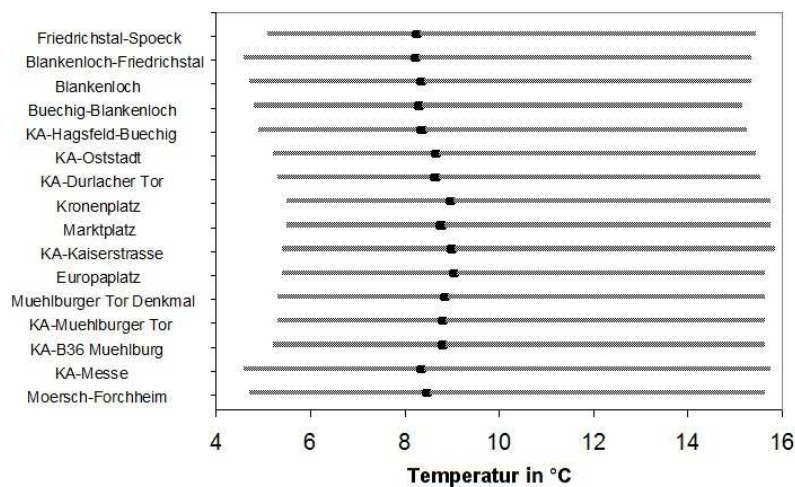 Friedrichstal-Spoeck
Blankenloch-Friedrichstal
Blankenloch
Buechig-Blankenloch
KA-Hagsfeld-Buechig
KA-Oststadt
KA-Durlacher Tor
Kronenplatz
Marktplatz
KA-Kaiserstrasse
Europaplatz
Muehlburger Tor Denkmal
KA-Muehlburger Tor
KA-B36 Muehlburg
KA-Messe
Moersch-Forchheim
4 6 8 10 12 14 16
Temperatur in °C